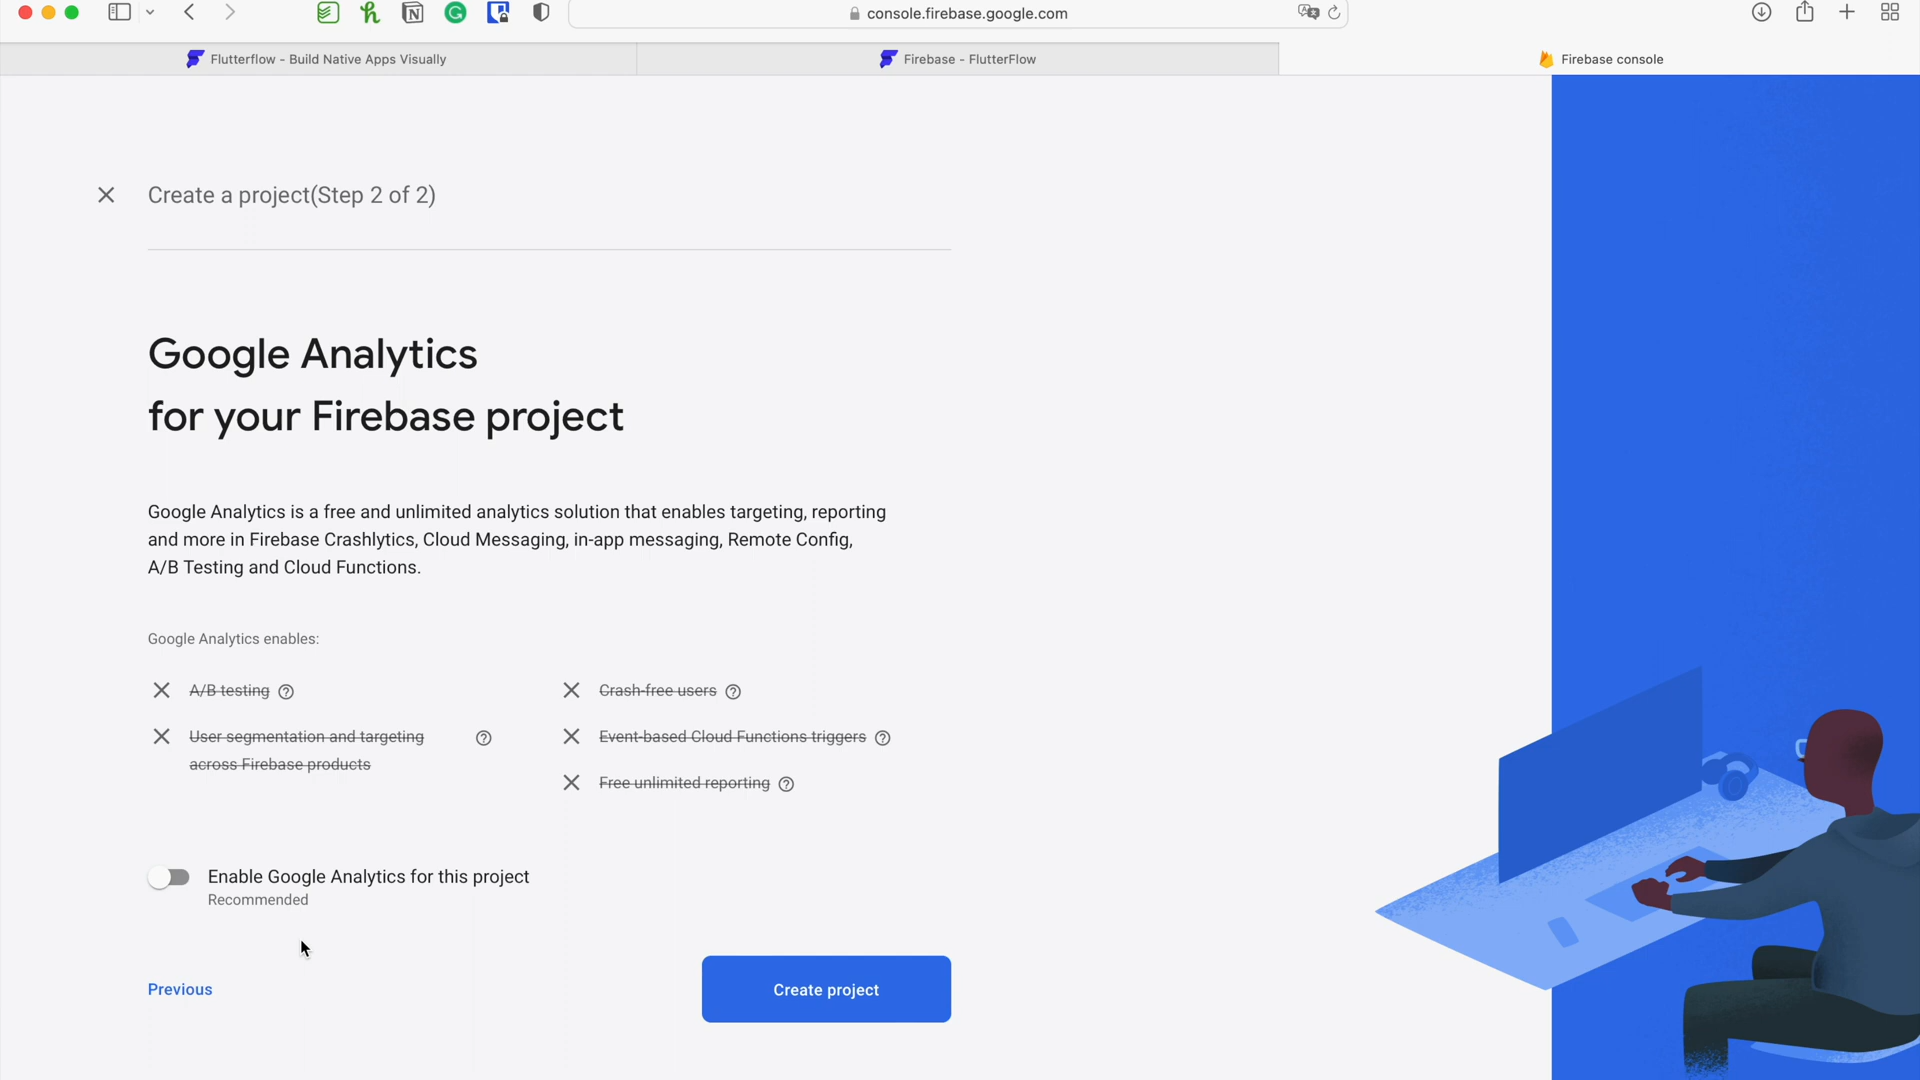 console.firebase.google.com
Flutterflow - Build Native Apps Visually
Firebase - FlutterFlow
Firebase console
Create a project(Step 2 of 2)
Google Analytics
for your Firebase project
Google Analytics is a free and unlimited analytics solution that enables targeting, reporting
and more in Firebase Crashlytics, Cloud Messaging, in-app messaging, Remote Config,
A/B Testing and Cloud Functions.
Google Analytics enables:
A/B testing
Crash-free users
User segmentation and targeting
across Firebase products
Event-based Cloud Functions triggers
Free unlimited reporting
Enable Google Analytics for this project
Recommended
Previous
Create project